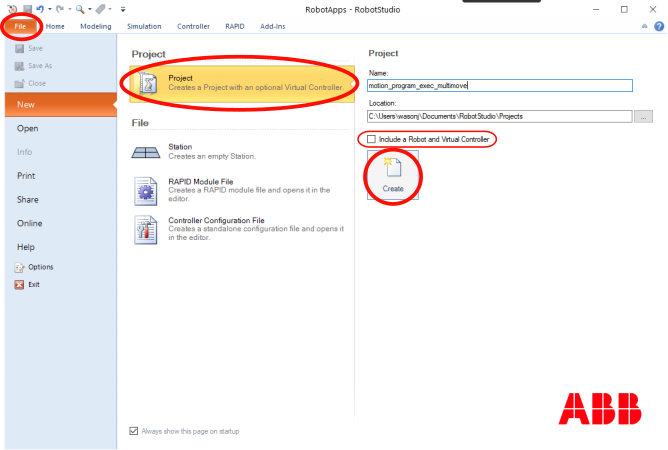 RobotApps - RobotStudio
File Home Modeling Simulation Controller RAPID Add-Ins
Save
Save As
Close
New
Open
Info
Print
Share
Online
Help
Options
Exit
Project
Project
Creates a Project with an optional Virtual Controller.
File
Station
Creates an empty Station.
RAPID Module File
Creates a RAPID module file and opens it in the
editor.
Controller Configuration File
Creates a standalone configuration file and opens it
in the editor.
Always show this page on startup
Project
Name:
motion_program_exec_multimove
Location:
C:\Users\wasonj\Documents\RobotStudio\Projects
...
Include a Robot and Virtual Controller
Create
ABB